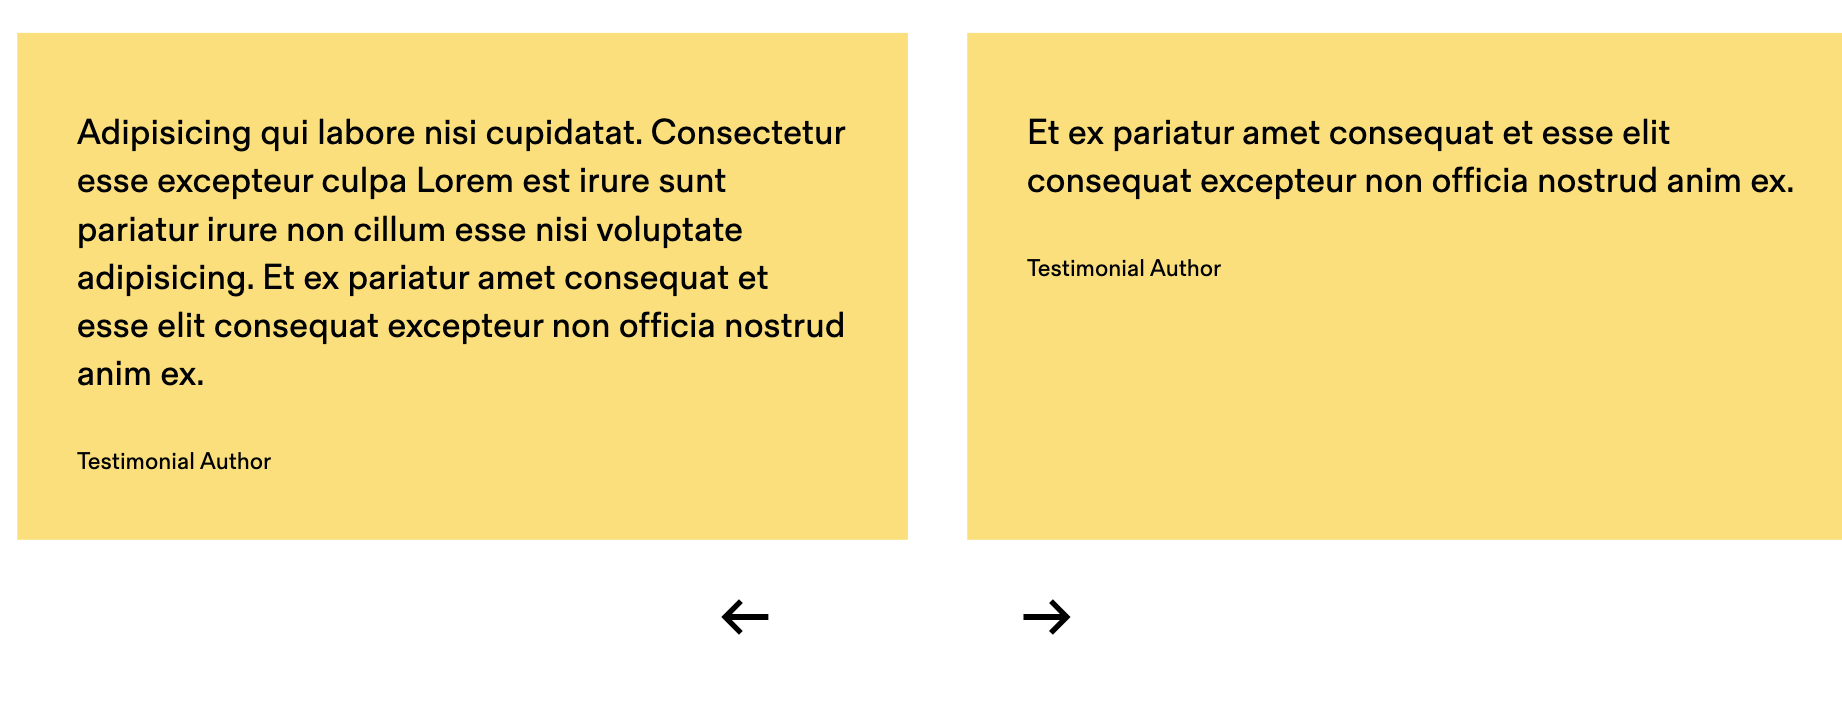 Adipisicing qui labore nisi cupidatat. Consectetur
esse excepteur culpa Lorem est irure sunt
pariatur irure non cillum esse nisi voluptate
adipisicing. Et ex pariatur amet consequat et
esse elit consequat excepteur non officia nostrud
anim ex.
Testimonial Author
Et ex pariatur amet consequat et esse elit
consequat excepteur non officia nostrud anim ex.
Testimonial Author